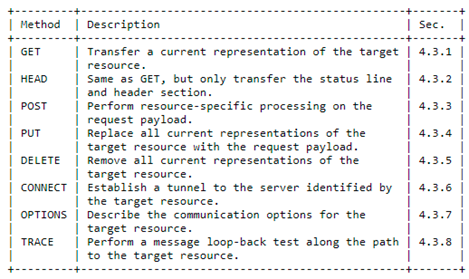 +---------+-------------------------------------------------+-------+
| Method  | Description                                     | Sec.  |
+---------+-------------------------------------------------+-------+
| GET     | Transfer a current representation of the target | 4.3.1 |
|         | resource.                                       |       |
| HEAD    | Same as GET, but only transfer the status line  | 4.3.2 |
|         | and header section.                             |       |
| POST    | Perform resource-specific processing on the     | 4.3.3 |
|         | request payload.                                |       |
| PUT     | Replace all current representations of the      | 4.3.4 |
|         | target resource with the request payload.       |       |
| DELETE  | Remove all current representations of the       | 4.3.5 |
|         | target resource.                                |       |
| CONNECT | Establish a tunnel to the server identified by  | 4.3.6 |
|         | the target resource.                            |       |
| OPTIONS | Describe the communication options for the      | 4.3.7 |
|         | target resource.                                |       |
| TRACE   | Perform a message loop-back test along the path | 4.3.8 |
|         | to the target resource.                         |       |
+---------+-------------------------------------------------+-------+